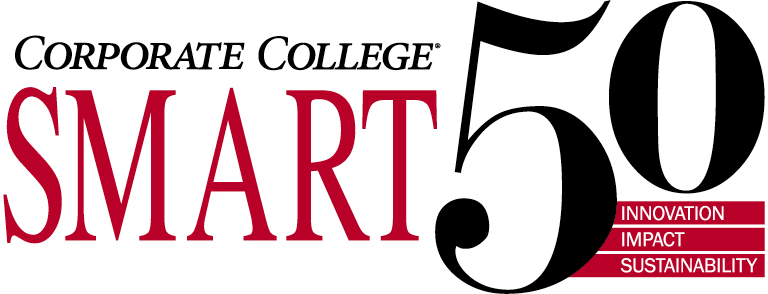 CORPORATE COLLEGE®
SMART 50
INNOVATION
IMPACT
SUSTAINABILITY